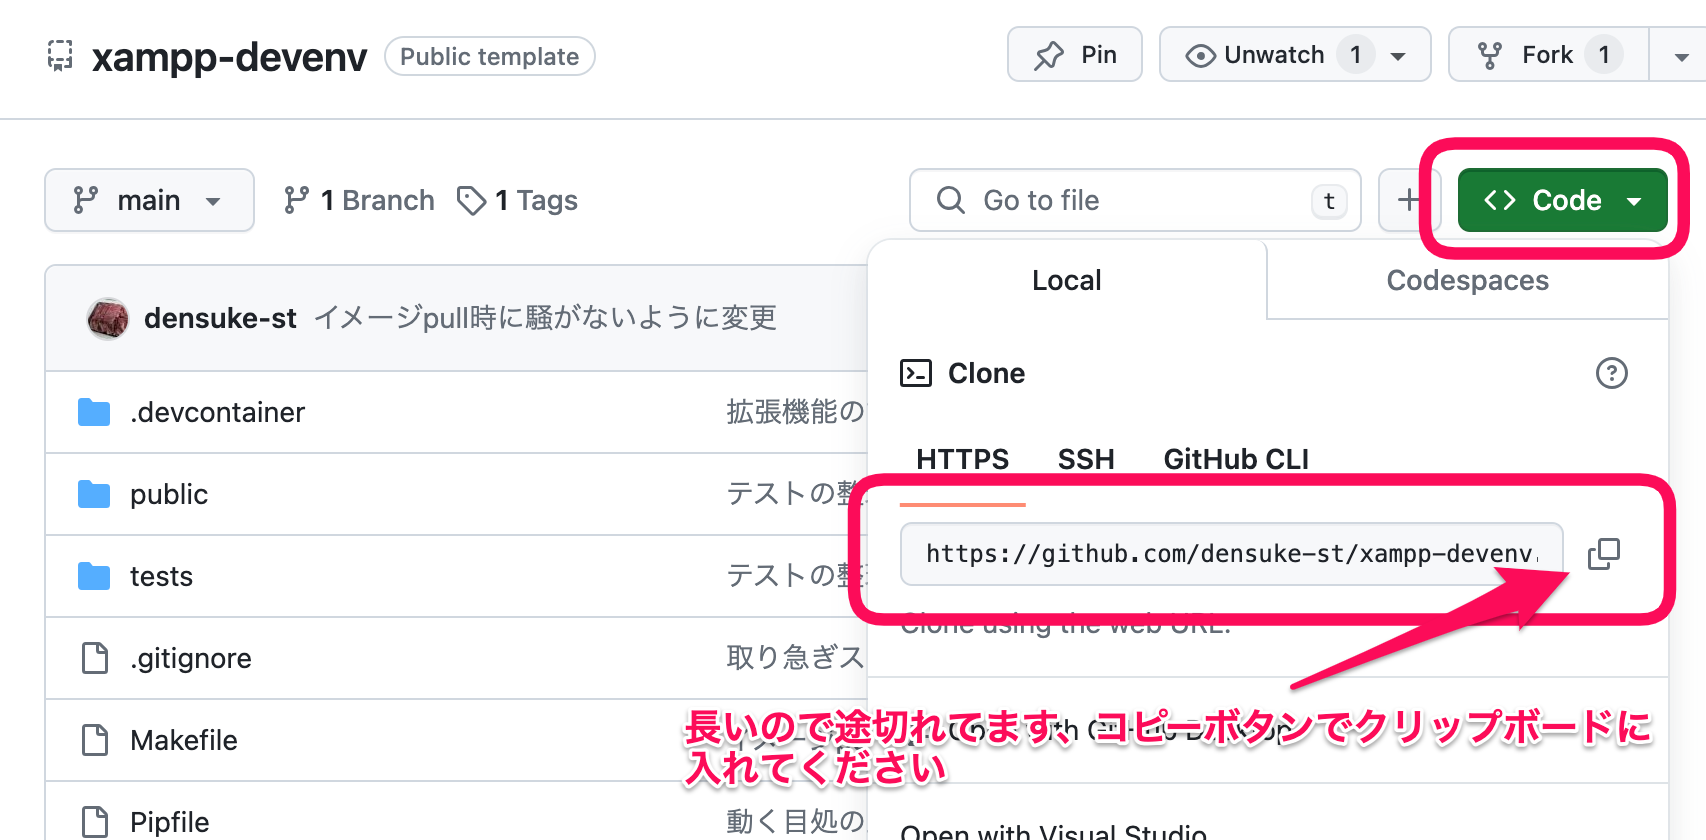 xampp-devenv Public template Pin Unwatch 1 Fork 1
main 1 Branch 1 Tags Go to file t Code
Local Codespaces
densuke-st イメージpull時に騒がないように変更
Clone
.devcontainer 拡張機能の
HTTPS SSH GitHub CLI
public テストの整
https://github.com/densuke-st/xampp-devenv.
tests テストの整
Clone using the web URL.
.gitignore 取り急ぎス
長いので途切れてます、コピーボタンでクリップボードに
入れてください
Makefile
Pipfile 動く目処の
Open with Visual Studio